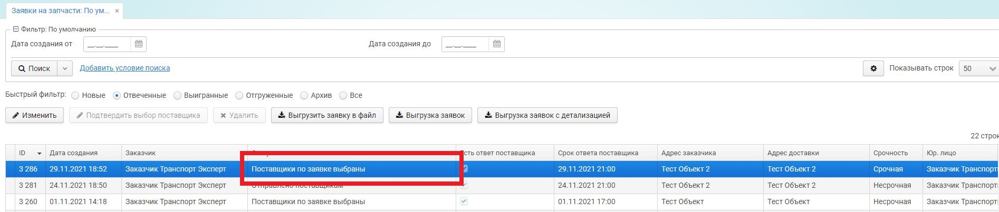 Заявки на запчасти: По ум... ×
Фильтр: По умолчанию
Дата создания от __.__.____ Дата создания до __.__.____
Поиск Добавить условие поиска Показывать строк 50
Быстрый фильтр: Новые Отвеченные Выигранные Отгруженные Архив Все
Изменить Подтвердить выбор поставщика Удалить Выгрузить заявку в файл Выгрузка заявок Выгрузка заявок с детализацией
22 строк
ID Дата создания Заказчик Есть ответ поставщика Срок ответа поставщика Адрес заказчика Адрес доставки Срочность Юр. лицо
3 286 29.11.2021 18:52 Заказчик Транспорт Эксперт Поставщики по заявке выбраны 29.11.2021 21:00 Тест Объект 2 Тест Объект 2 Срочная Заказчик Транспорт
3 281 24.11.2021 18:50 Заказчик Транспорт Эксперт Отправлено поставщикам 24.11.2021 21:00 Тест Объект 2 Тест Объект 2 Несрочная Заказчик Транспорт
3 260 01.11.2021 14:18 Заказчик Транспорт Эксперт Поставщики по заявке выбраны 01.11.2021 17:00 Тест Объект Тест Объект Несрочная Заказчик Транспорт